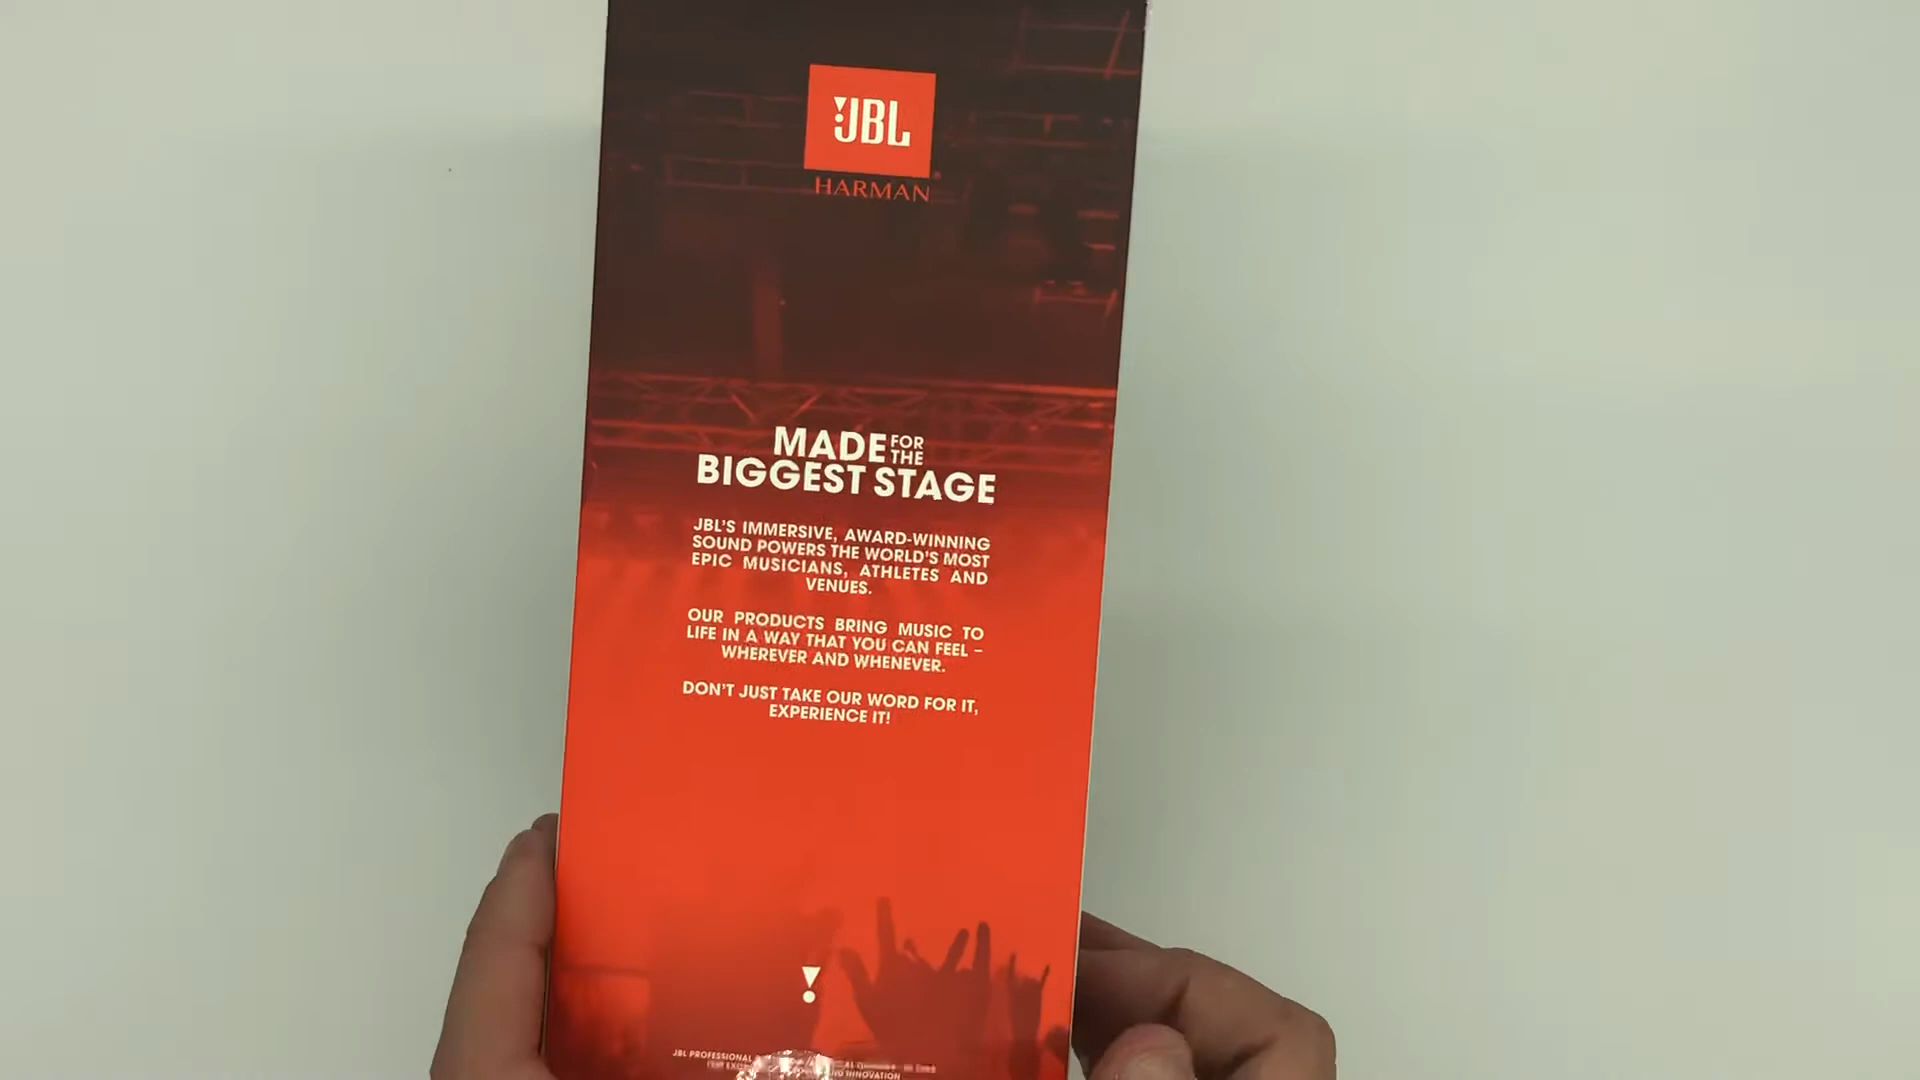 JBL
HARMAN
MADE FOR THE
BIGGEST STAGE
JBL'S IMMERSIVE, AWARD-WINNING
SOUND POWERS THE WORLD'S MOST
EPIC MUSICIANS, ATHLETES AND
VENUES.
OUR PRODUCTS BRING MUSIC TO
LIFE IN A WAY THAT YOU CAN FEEL –
WHEREVER AND WHENEVER.
DON'T JUST TAKE OUR WORD FOR IT,
EXPERIENCE IT!
JBL PROFESSIONAL
AND INNOVATION